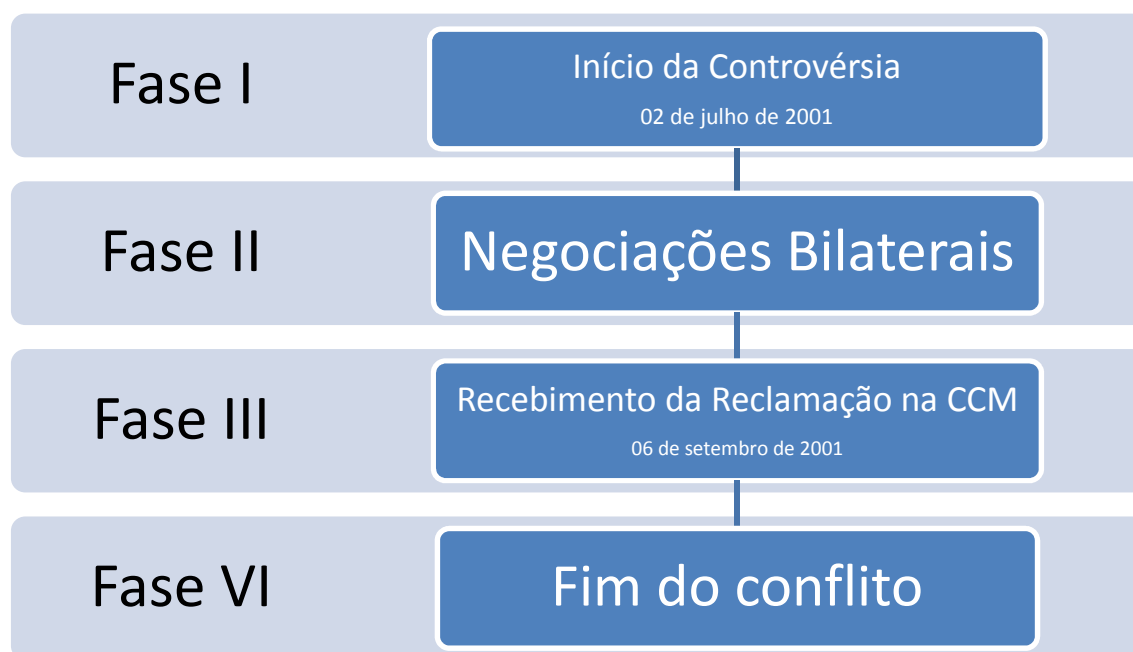 Fase I
Início da Controvérsia
02 de julho de 2001
Fase II
Negociações Bilaterais
Fase III
Recebimento da Reclamação na CCM
06 de setembro de 2001
Fase VI
Fim do conflito